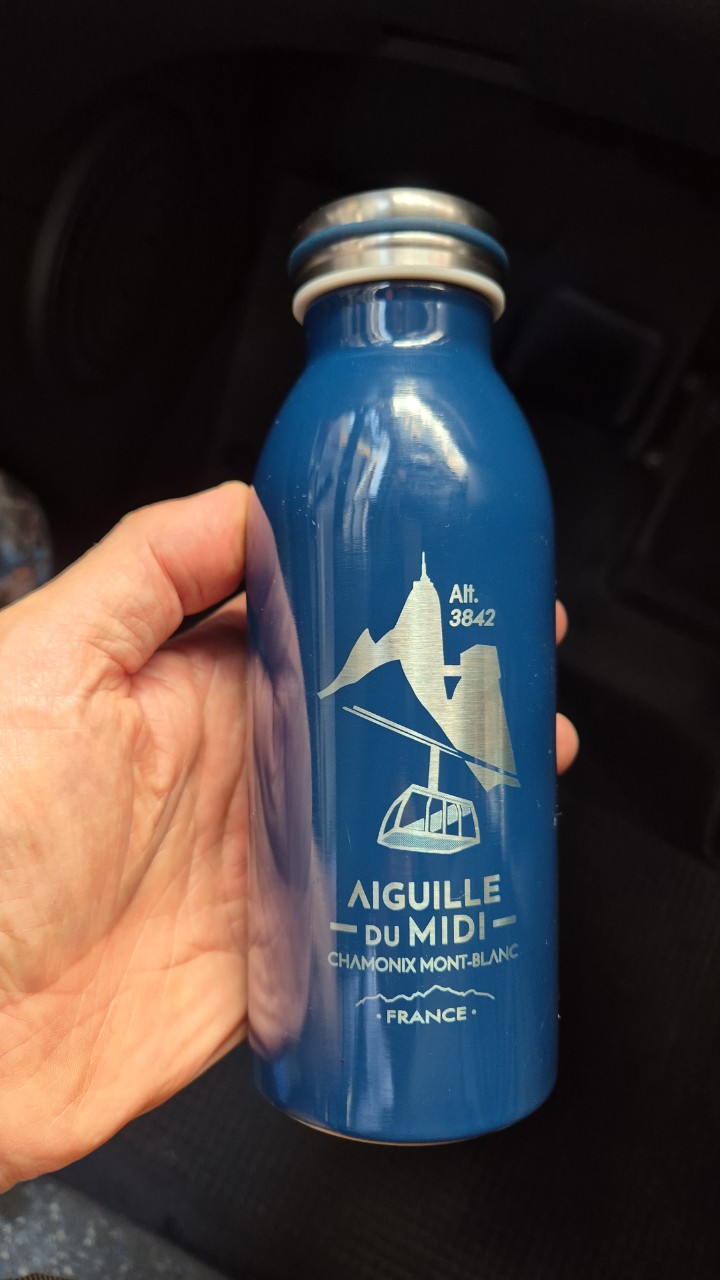 Alt.
3842
AIGUILLE
DU MIDI
CHAMONIX MONT-BLANC
• FRANCE •